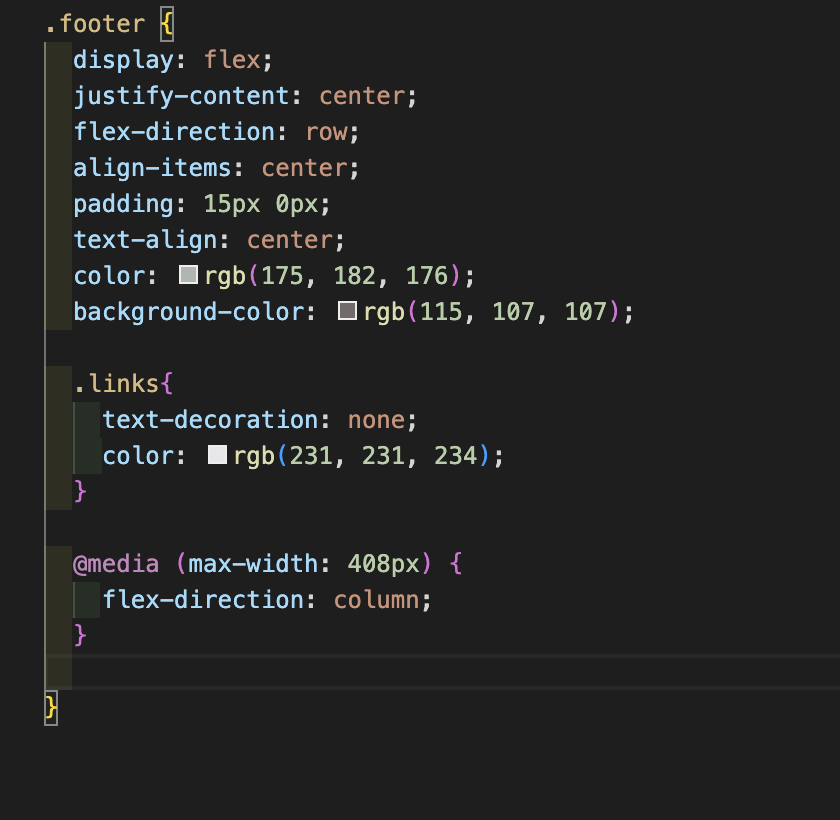 .footer {
display: flex;
justify-content: center;
flex-direction: row;
align-items: center;
padding: 15px 0px;
text-align: center;
color: rgb(175, 182, 176);
background-color: rgb(115, 107, 107);
.links{
text-decoration: none;
color: rgb(231, 231, 234);
}
@media (max-width: 408px) {
flex-direction: column;
}
}